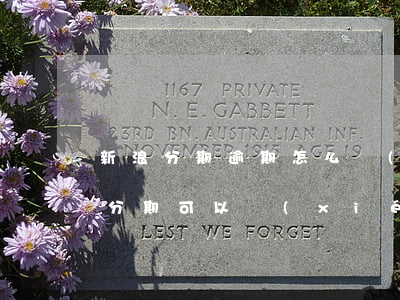 1167 PRIVATE
N. E. GABBETT
23RD BN. AUSTRALIAN INF.
新浪分期逾期怎么 (
NOVEMBER 1915 AGE 19
分期可以 (xié
LEST WE FORGET